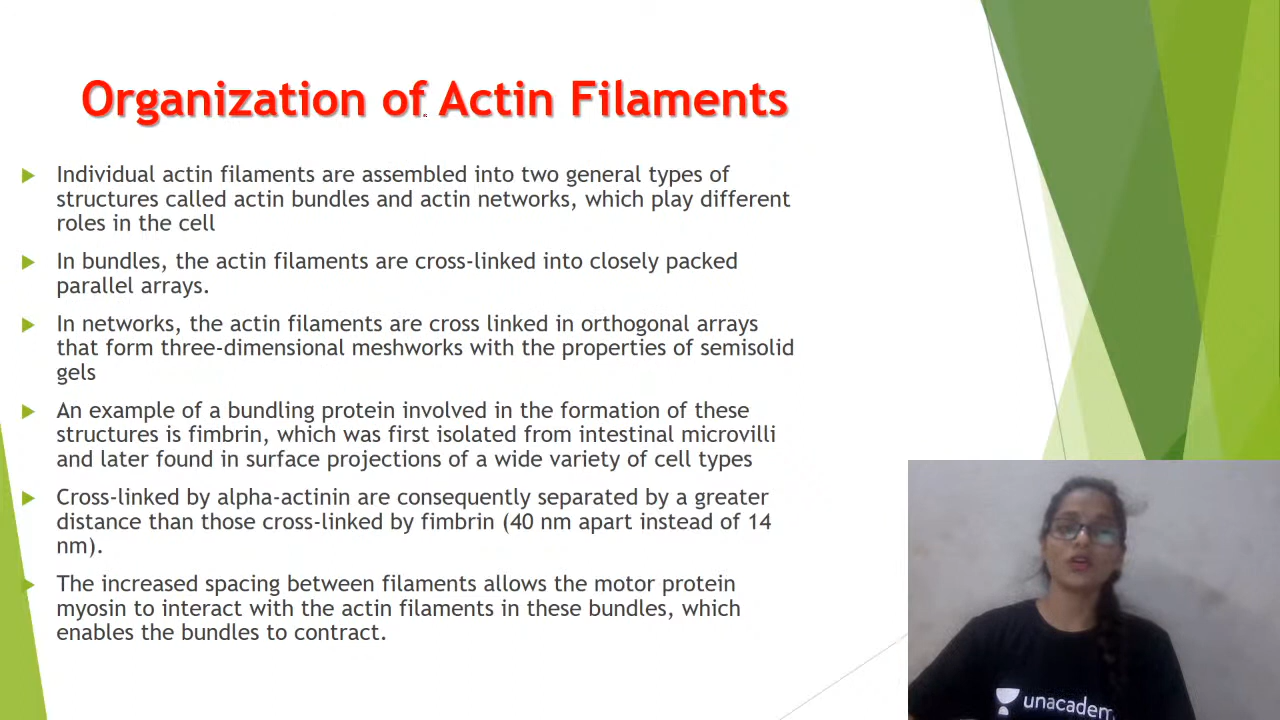 Organization of Actin Filaments
Individual actin filaments are assembled into two general types of
structures called actin bundles and actin networks, which play different
roles in the cell
In bundles, the actin filaments are cross-linked into closely packed
parallel arrays.
In networks, the actin filaments are cross linked in orthogonal arrays
that form three-dimensional meshworks with the properties of semisolid
gels
An example of a bundling protein involved in the formation of these
structures is fimbrin, which was first isolated from intestinal microvilli
and later found in surface projections of a wide variety of cell types
Cross-linked by alpha-actinin are consequently separated by a greater
distance than those cross-linked by fimbrin (40 nm apart instead of 14
nm).
The increased spacing between filaments allows the motor protein
myosin to interact with the actin filaments in these bundles, which
enables the bundles to contract.
unacadem